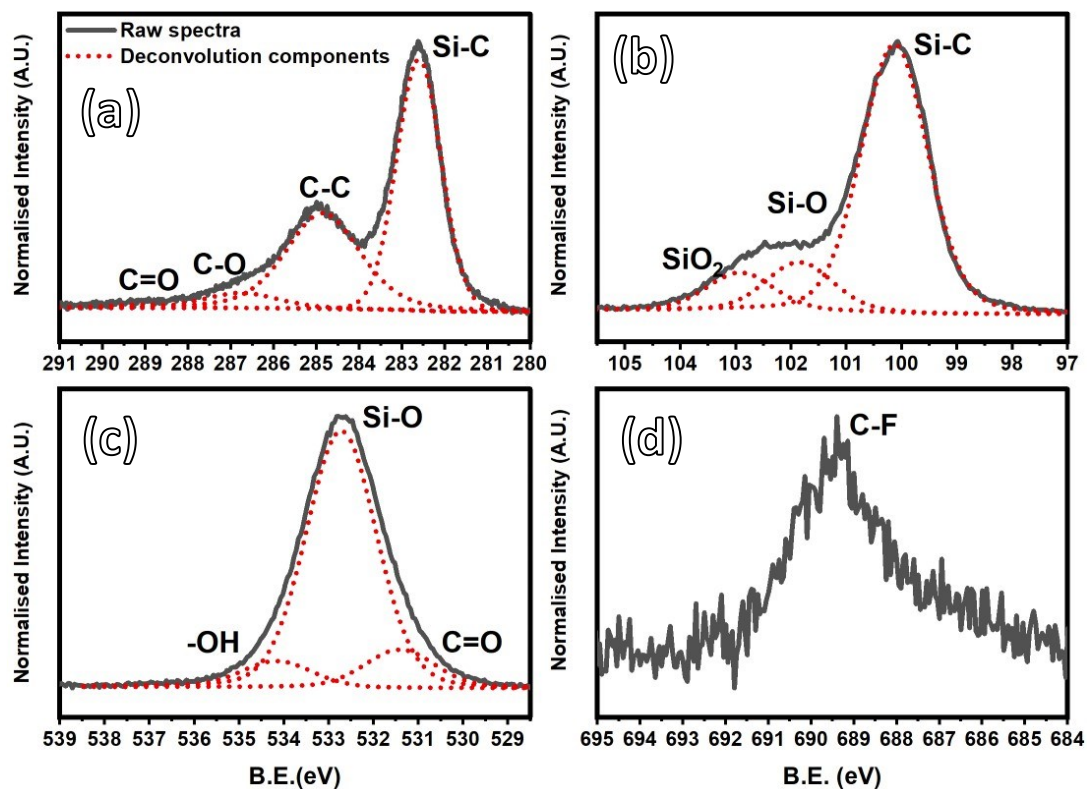 Raw spectra
Deconvolution components
(a)
Si-C
C-C
C-O
C=O
Normalised Intensity (A.U.)
291 290 289 288 287 286 285 284 283 282 281 280
(b)
Si-C
Si-O
SiO2
Normalised Intensity (A.U.)
105 104 103 102 101 100 99 98 97
(c)
Si-O
-OH
C=O
Normalised Intensity (A.U.)
539 538 537 536 535 534 533 532 531 530 529
B.E.(eV)
(d)
C-F
Normalised Intensity (A.U.)
695 694 693 692 691 690 689 688 687 686 685 684
B.E. (eV)